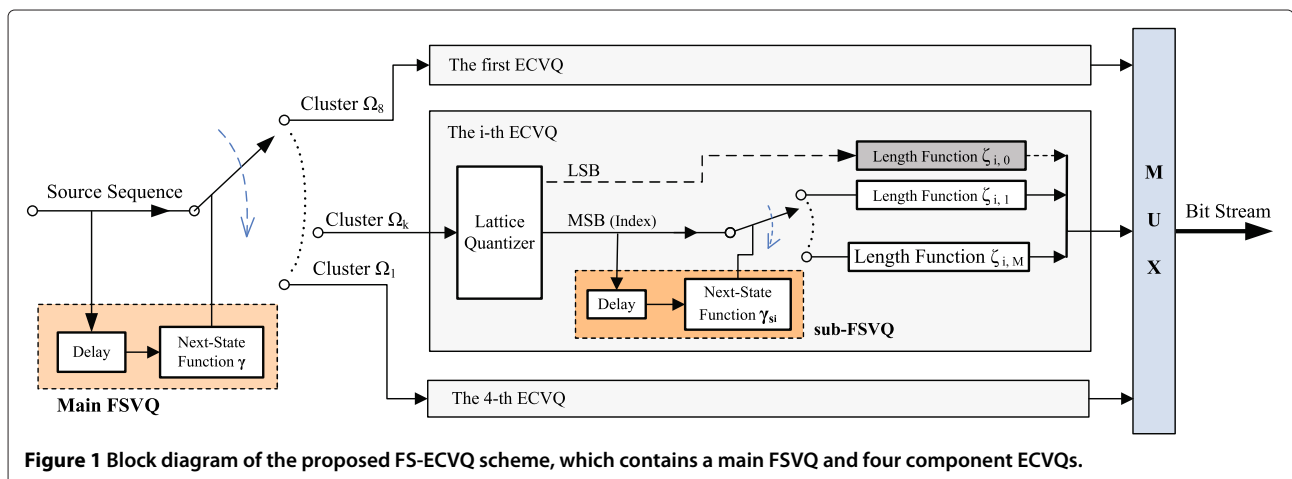 The first ECVQ
Cluster Ω8
The i-th ECVQ
LSB
Length Function ζ i, 0
Source Sequence
Lattice
Quantizer
Length Function ζ i, 1
Cluster Ωk
MSB (Index)
M
U
X
Bit Stream
Length Function ζ i, M
Cluster Ω1
Delay
Next-State
Function γsi
sub-FSVQ
Delay
Next-State
Function γ
Main FSVQ
The 4-th ECVQ
Figure 1 Block diagram of the proposed FS-ECVQ scheme, which contains a main FSVQ and four component ECVQs.